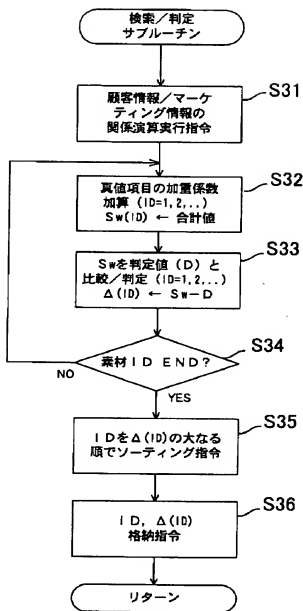 検索/判定
サブルーチン
S31
顧客情報/マーケ
ティング情報の
関係演算実行指令
S32
真値項目の加重係数
加算 (ID=1,2,..)
Sw(ID) ← 合計値
S33
Swを判定値(D)と
比較/判定(ID=1,2,..)
Δ(ID) ← Sw-D
S34
素材ID END?
NO
YES
S35
IDをΔ(ID)の大なる
順でソーティング指令
S36
ID, Δ(ID)
格納指令
リターン